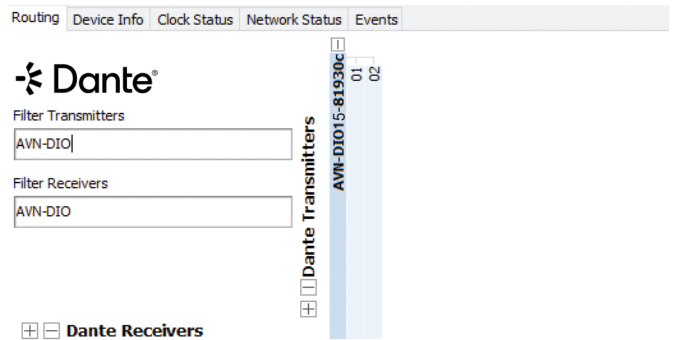 Routing Device Info Clock Status Network Status Events
Dante®
Filter Transmitters
AVN-DIO
Filter Receivers
AVN-DIO
Dante Transmitters
AVN-DIO15-81930c
01
02
Dante Receivers